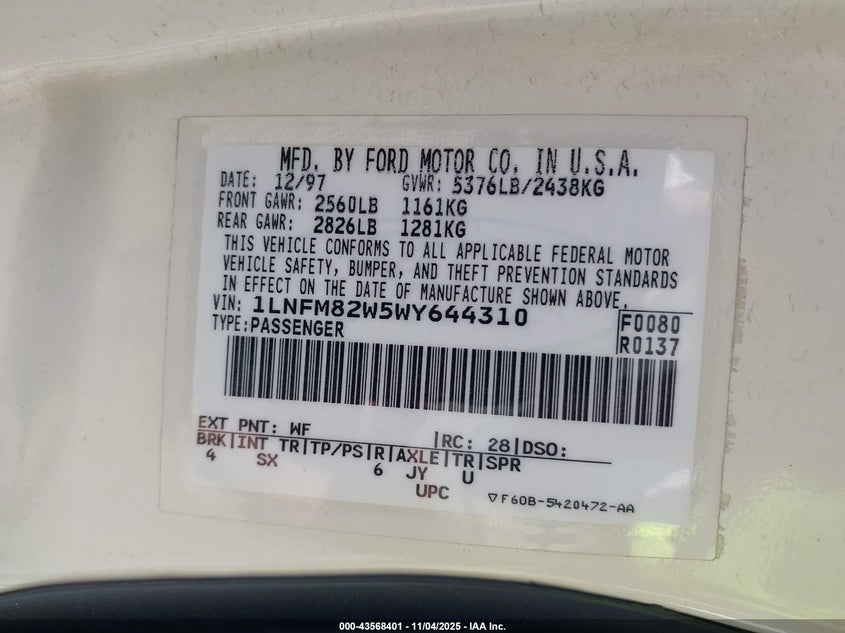 MFD. BY FORD MOTOR CO. IN U.S.A.
DATE: 12/97 GVWR: 5376LB/2438KG
FRONT GAWR: 2560LB 1161KG
REAR GAWR: 2826LB 1281KG
THIS VEHICLE CONFORMS TO ALL APPLICABLE FEDERAL MOTOR
VEHICLE SAFETY, BUMPER, AND THEFT PREVENTION STANDARDS
IN EFFECT ON THE DATE OF MANUFACTURE SHOWN ABOVE.
VIN: 1LNFM82W5WY644310 F0080
TYPE:PASSENGER R0137
EXT PNT: WF |RC: 28|DSO:
BRK|INT TR|TP/PS|R|AXLE|TR|SPR
4 SX 6 JY U
UPC ▽F60B-5420472-AA
000-43568401 - 11/04/2025 - IAA Inc.